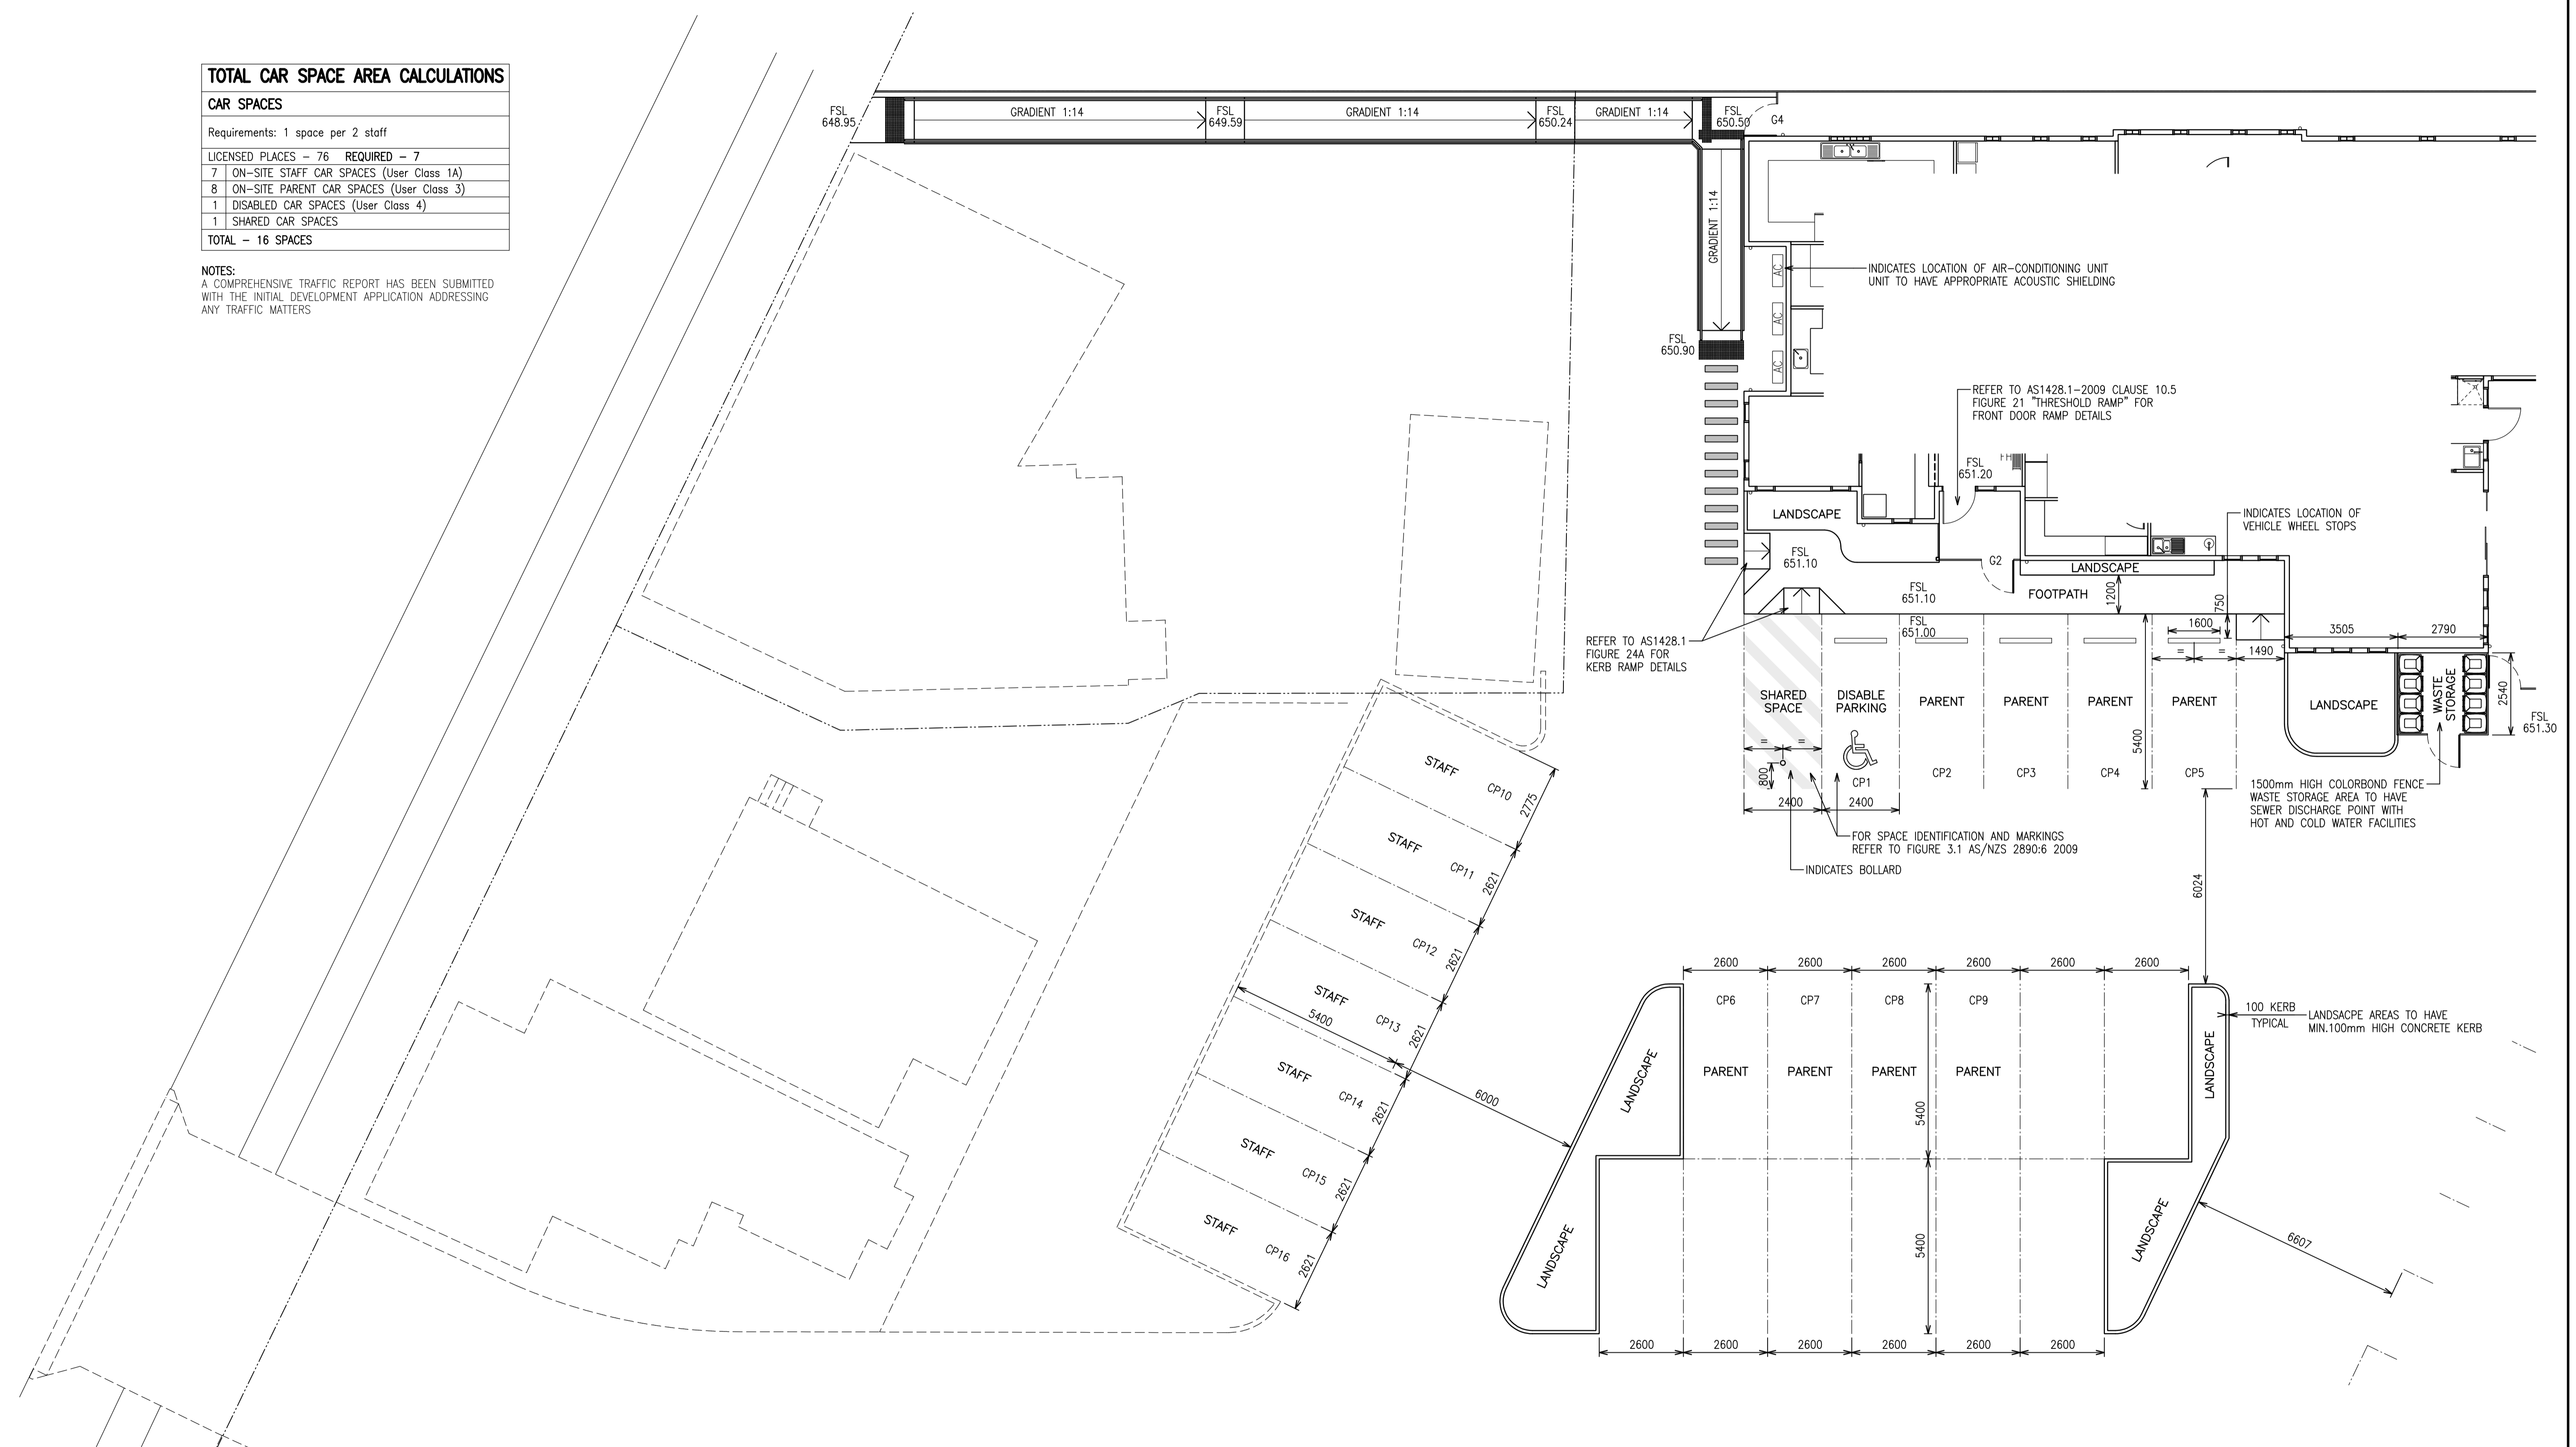 TOTAL CAR SPACE AREA CALCULATIONS
CAR SPACES
Requirements: 1 space per 2 staff
LICENSED PLACES - 76 REQUIRED - 7
7 ON-SITE STAFF CAR SPACES (User Class 1A)
8 ON-SITE PARENT CAR SPACES (User Class 3)
1 DISABLED CAR SPACES (User Class 4)
1 SHARED CAR SPACES
TOTAL - 16 SPACES
NOTES:
A COMPREHENSIVE TRAFFIC REPORT HAS BEEN SUBMITTED
WITH THE INITIAL DEVELOPMENT APPLICATION ADDRESSING
ANY TRAFFIC MATTERS
FSL
648.95
GRADIENT 1:14
FSL
649.59
GRADIENT 1:14
FSL
650.24
GRADIENT 1:14
FSL
650.50
G4
GRADIENT 1:14
FSL
650.90
AC
AC
AC
INDICATES LOCATION OF AIR-CONDITIONING UNIT
UNIT TO HAVE APPROPRIATE ACOUSTIC SHIELDING
REFER TO AS1428.1-2009 CLAUSE 10.5
FIGURE 21 "THRESHOLD RAMP" FOR
FRONT DOOR RAMP DETAILS
FSL
651.20
FH
LANDSCAPE
FSL
651.10
G2
LANDSCAPE
FSL
651.10
FOOTPATH
1200
750
INDICATES LOCATION OF
VEHICLE WHEEL STOPS
FSL
651.00
1600
= =
1490
3505
2790
REFER TO AS1428.1
FIGURE 24A FOR
KERB RAMP DETAILS
SHARED
SPACE
DISABLE
PARKING
PARENT
PARENT
PARENT
PARENT
LANDSCAPE
WASTE
STORAGE
2540
FSL
651.30
= =
800
5400
CP1
CP2
CP3
CP4
CP5
2400
2400
1500mm HIGH COLORBOND FENCE
WASTE STORAGE AREA TO HAVE
SEWER DISCHARGE POINT WITH
HOT AND COLD WATER FACILITIES
FOR SPACE IDENTIFICATION AND MARKINGS
REFER TO FIGURE 3.1 AS/NZS 2890:6 2009
INDICATES BOLLARD
6024
STAFF
CP10
2775
STAFF
CP11
2621
STAFF
CP12
2621
STAFF
CP13
2621
5400
6000
STAFF
CP14
2621
STAFF
CP15
2621
STAFF
CP16
2621
2600 2600 2600 2600 2600 2600
CP6
CP7
CP8
CP9
100 KERB
TYPICAL
LANDSACPE AREAS TO HAVE
MIN.100mm HIGH CONCRETE KERB
LANDSCAPE
PARENT
PARENT
PARENT
PARENT
LANDSCAPE
5400
LANDSCAPE
5400
LANDSCAPE
6607
2600 2600 2600 2600 2600 2600